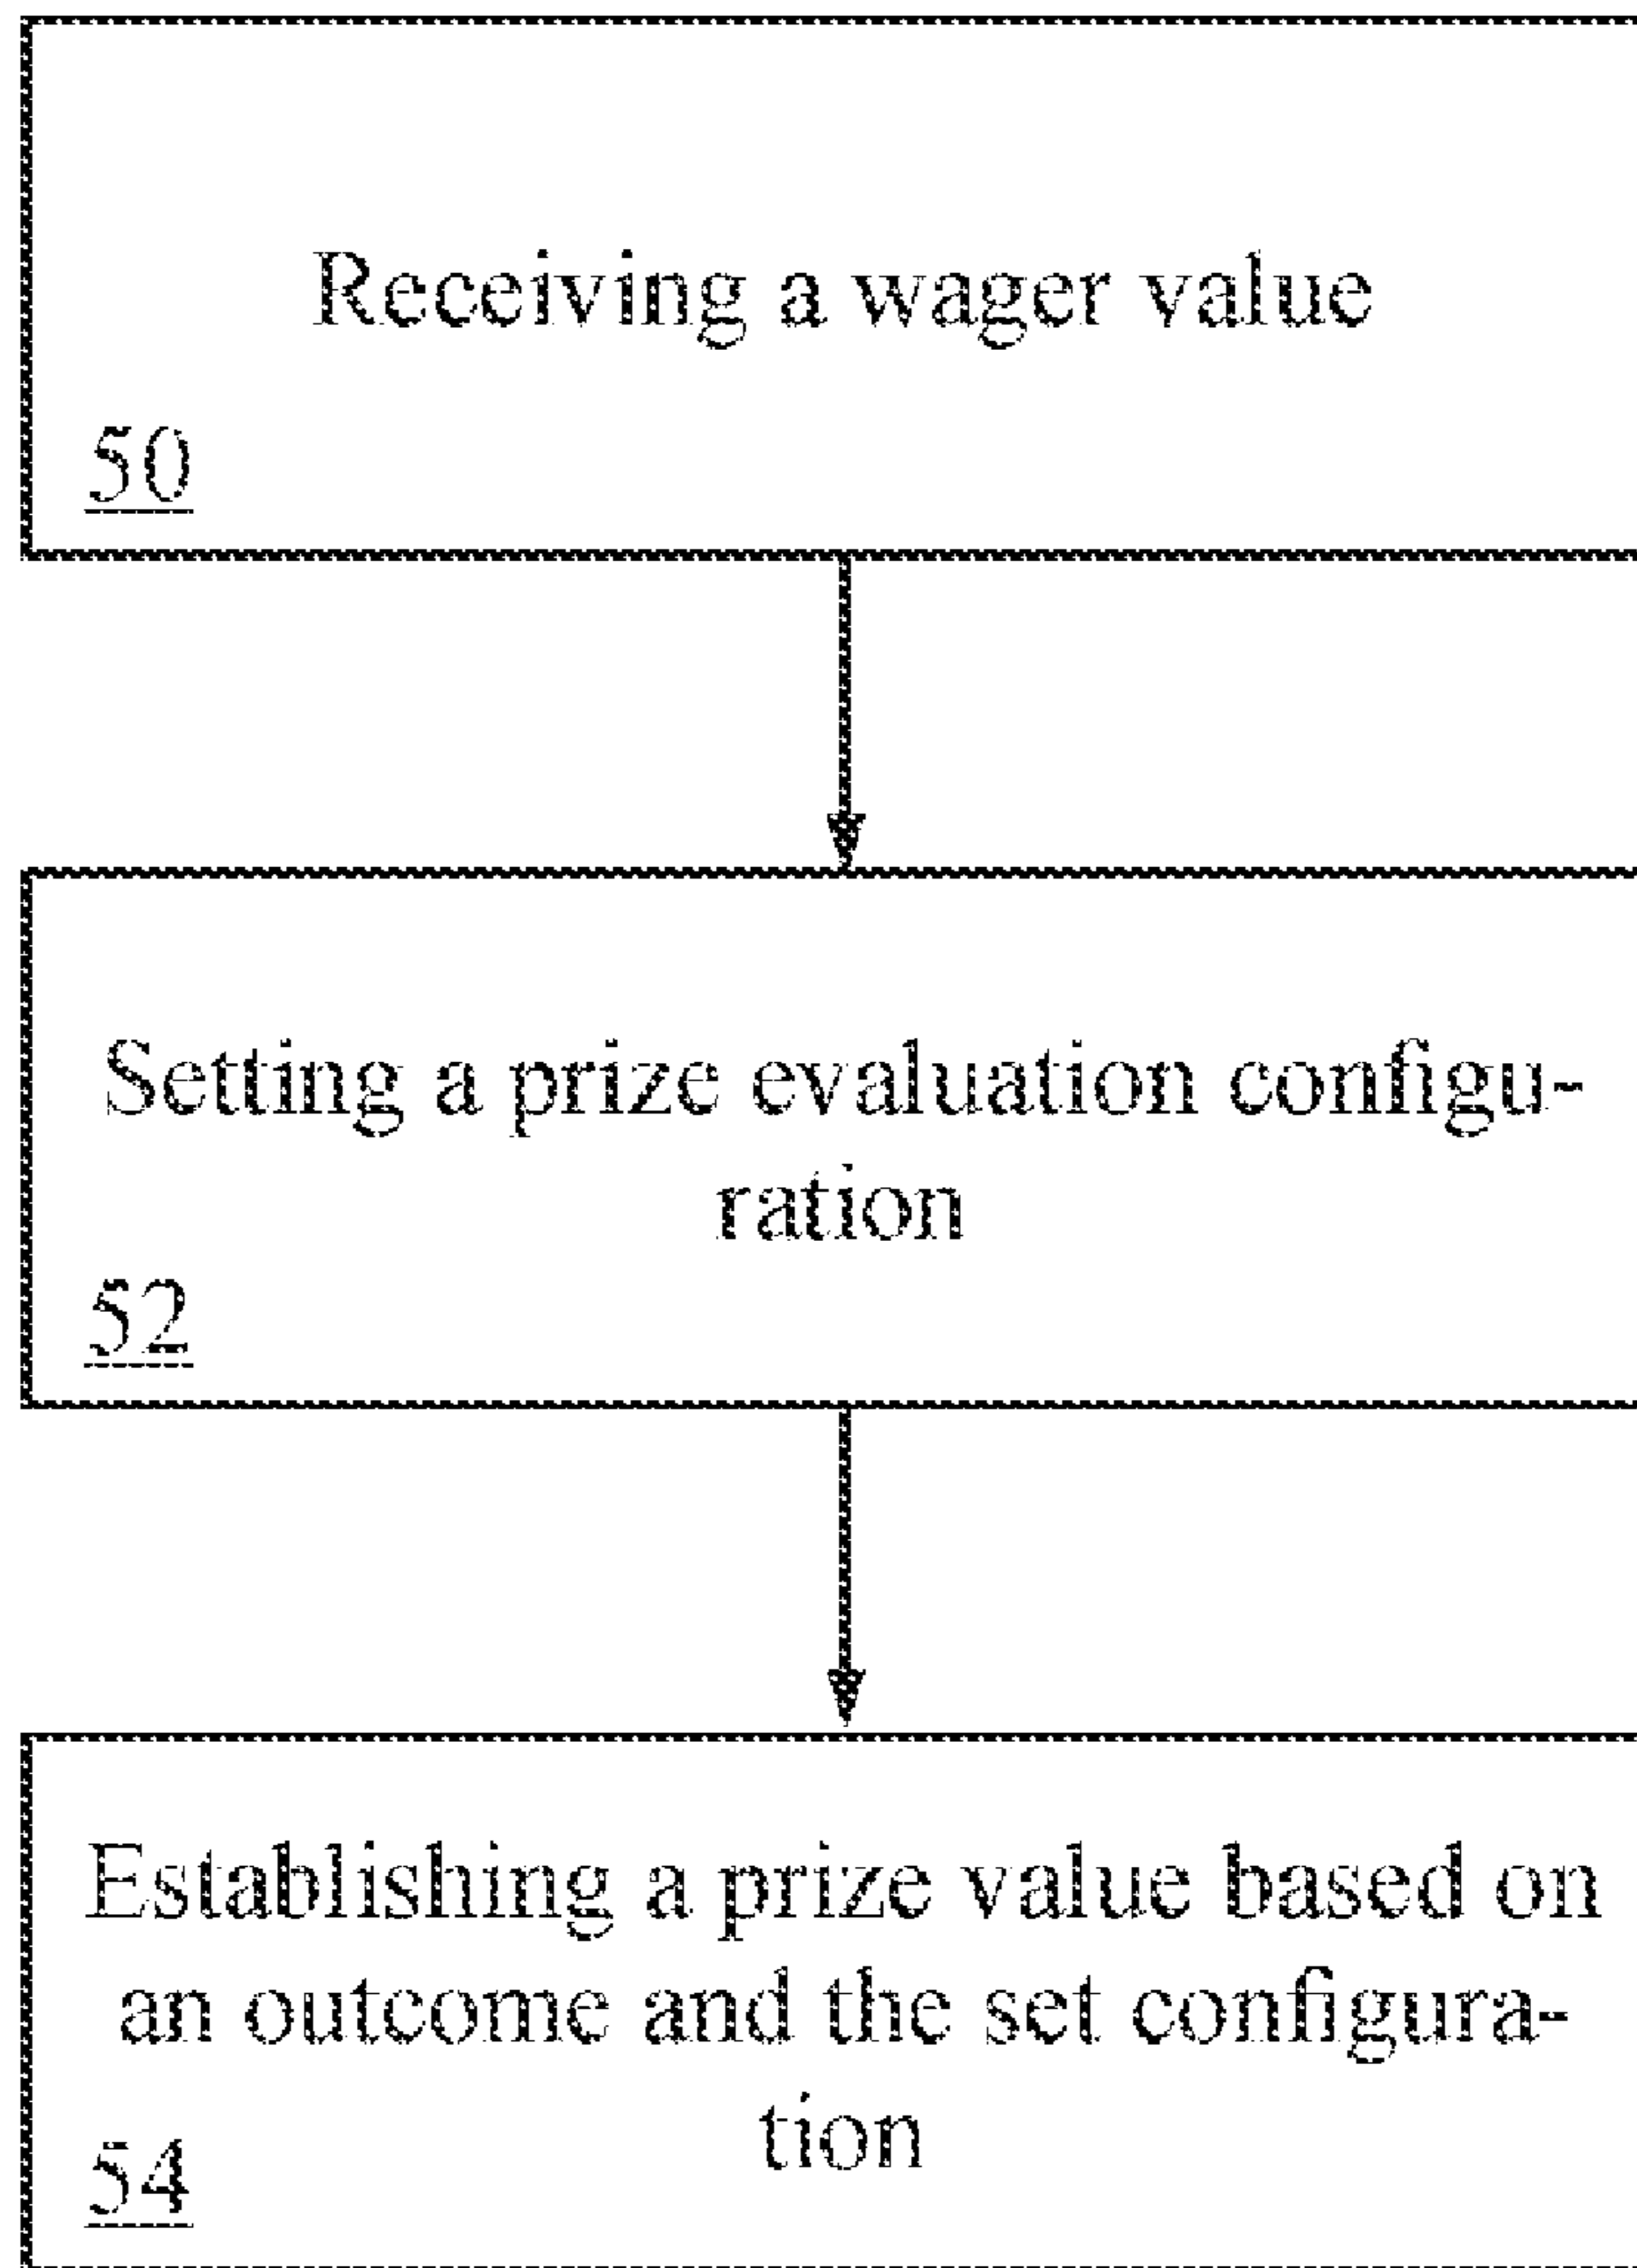 Receiving a wager value
50
Setting a prize evaluation configu-
ration
52
Establishing a prize value based on
an outcome and the set configura-
tion
54